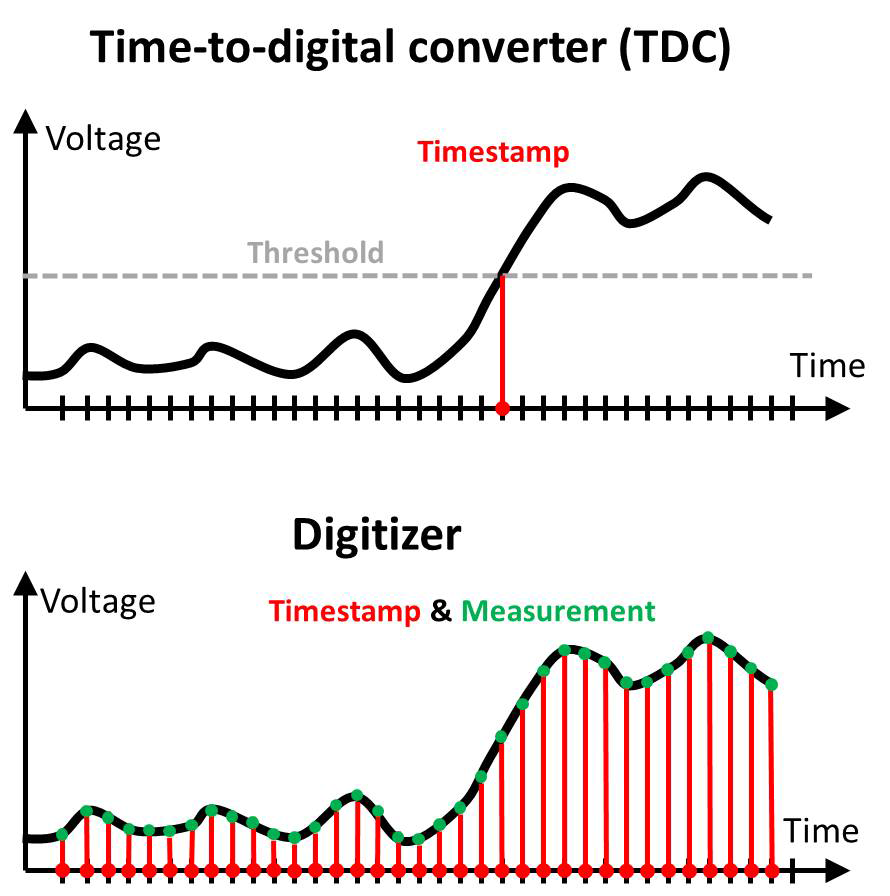 Time-to-digital converter (TDC)
Voltage
Timestamp
Threshold
Time
Digitizer
Voltage
Timestamp & Measurement
Time